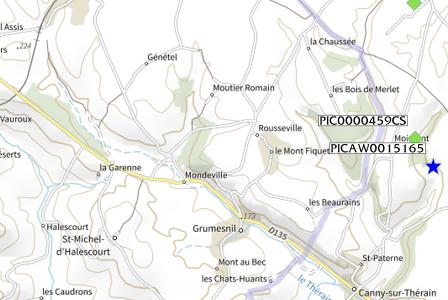 l Assis
.224
la Chaussée
Génétel
Moutier Romain
les Bois de Merlet
Vauroux
PIC0000459CS
Rousseville
PICAW0015165
le Mont Fique
éserts
la Garenne
Mondeville
les Beaurains
.173
Halescourt
Grumesnil
D135
St-Michel-
d'Halescourt
St-Paterne
Mont au Bec
les Chats-Huants
les Caudrons
le Thérain
Canny-sur-Thérain